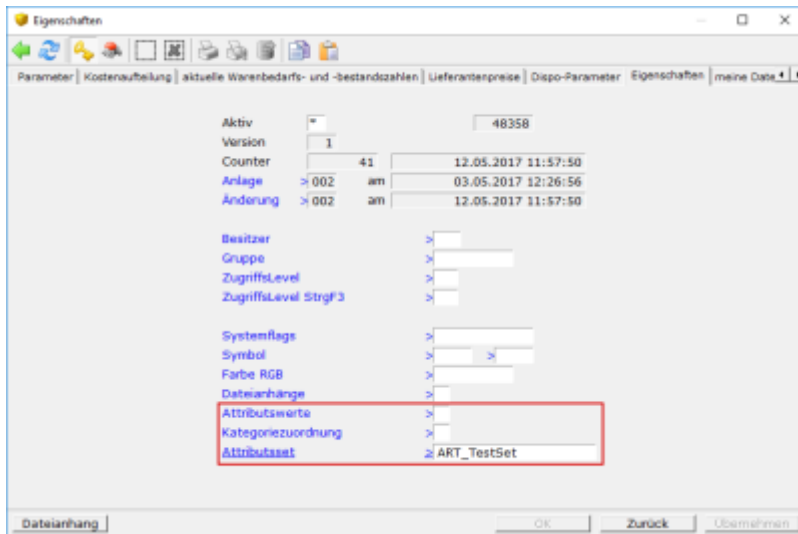 Eigenschaften
Parameter Kostenaufteilung aktuelle Warenbedarfs- und -bestandszahlen Lieferantenpreise Dispo-Parameter Eigenschaften meine Date
Aktiv * 48358
Version 1
Counter 41 12.05.2017 11:57:50
Anlage > 002 am 03.05.2017 12:26:56
Änderung > 002 am 12.05.2017 11:57:50
Besitzer >
Gruppe >
ZugriffsLevel >
ZugriffsLevel StrgF3 >
Systemflags >
Symbol > >
Farbe RGB >
Dateianhänge >
Attributswerte >
Kategoriezuordnung >
Attributsset > ART_TestSet
Dateianhang OK Zurück Übernehmen